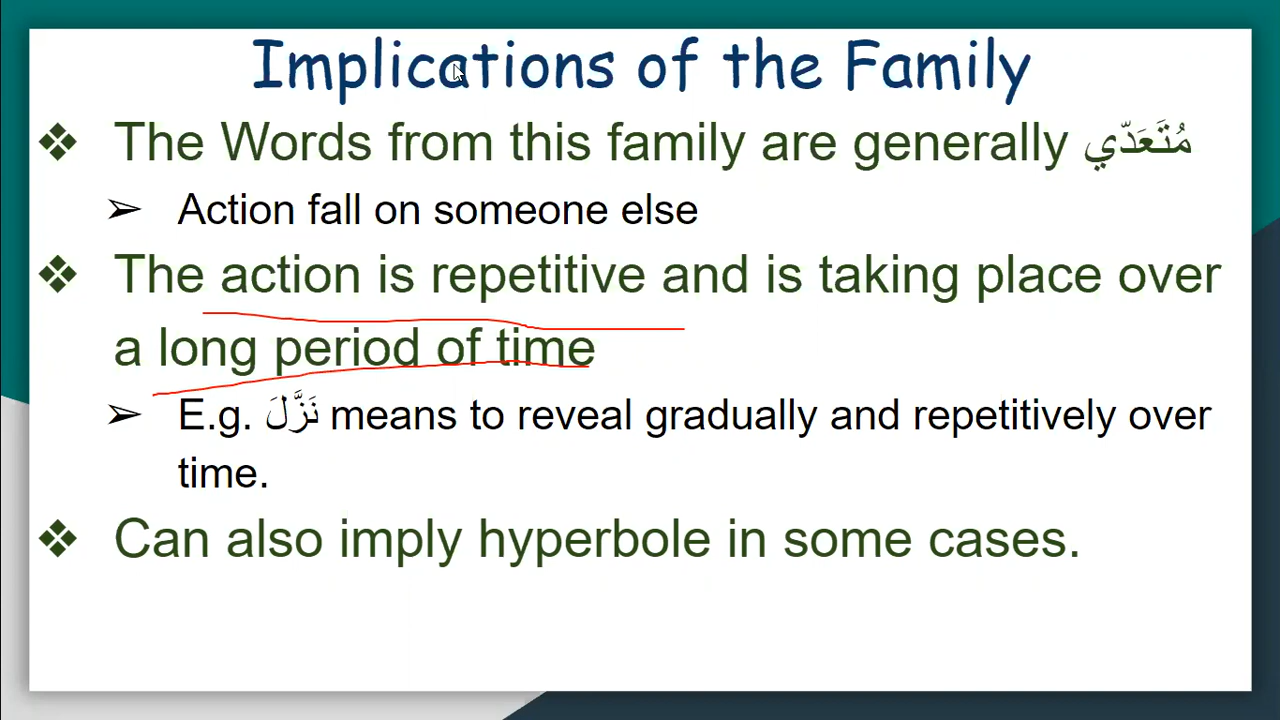 Implications of the Family
❖ The Words from this family are generally مُتَعَدّي
➢ Action fall on someone else
❖ The action is repetitive and is taking place over
a long period of time
➢ E.g. نَزَّلَ means to reveal gradually and repetitively over
time.
❖ Can also imply hyperbole in some cases.